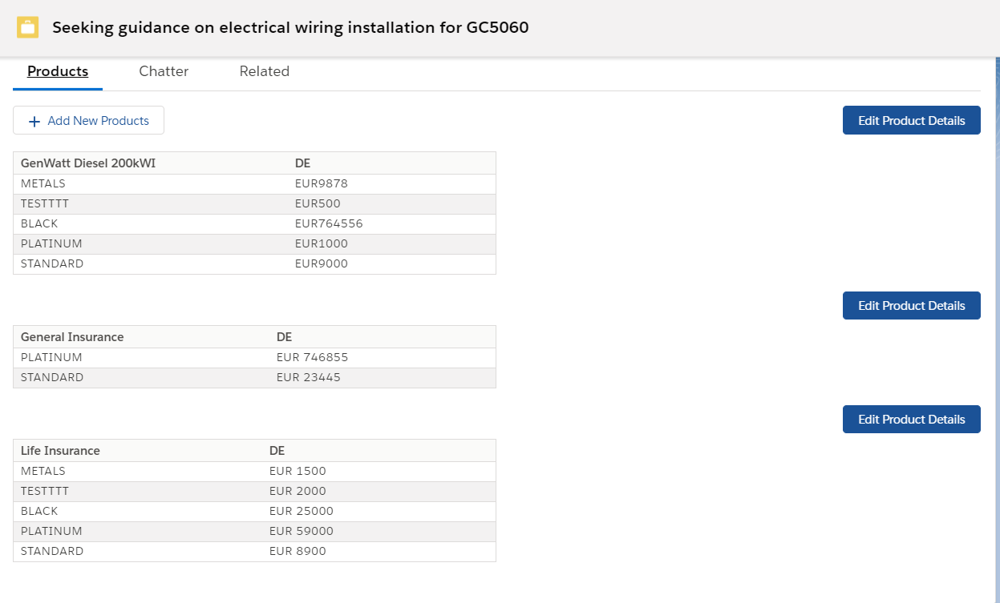 Seeking guidance on electrical wiring installation for GC5060
Products Chatter Related
+ Add New Products Edit Product Details
GenWatt Diesel 200kWI DE
METALS EUR9878
TESTTTT EUR500
BLACK EUR764556
PLATINUM EUR1000
STANDARD EUR9000
Edit Product Details
General Insurance DE
PLATINUM EUR 746855
STANDARD EUR 23445
Edit Product Details
Life Insurance DE
METALS EUR 1500
TESTTTT EUR 2000
BLACK EUR 25000
PLATINUM EUR 59000
STANDARD EUR 8900